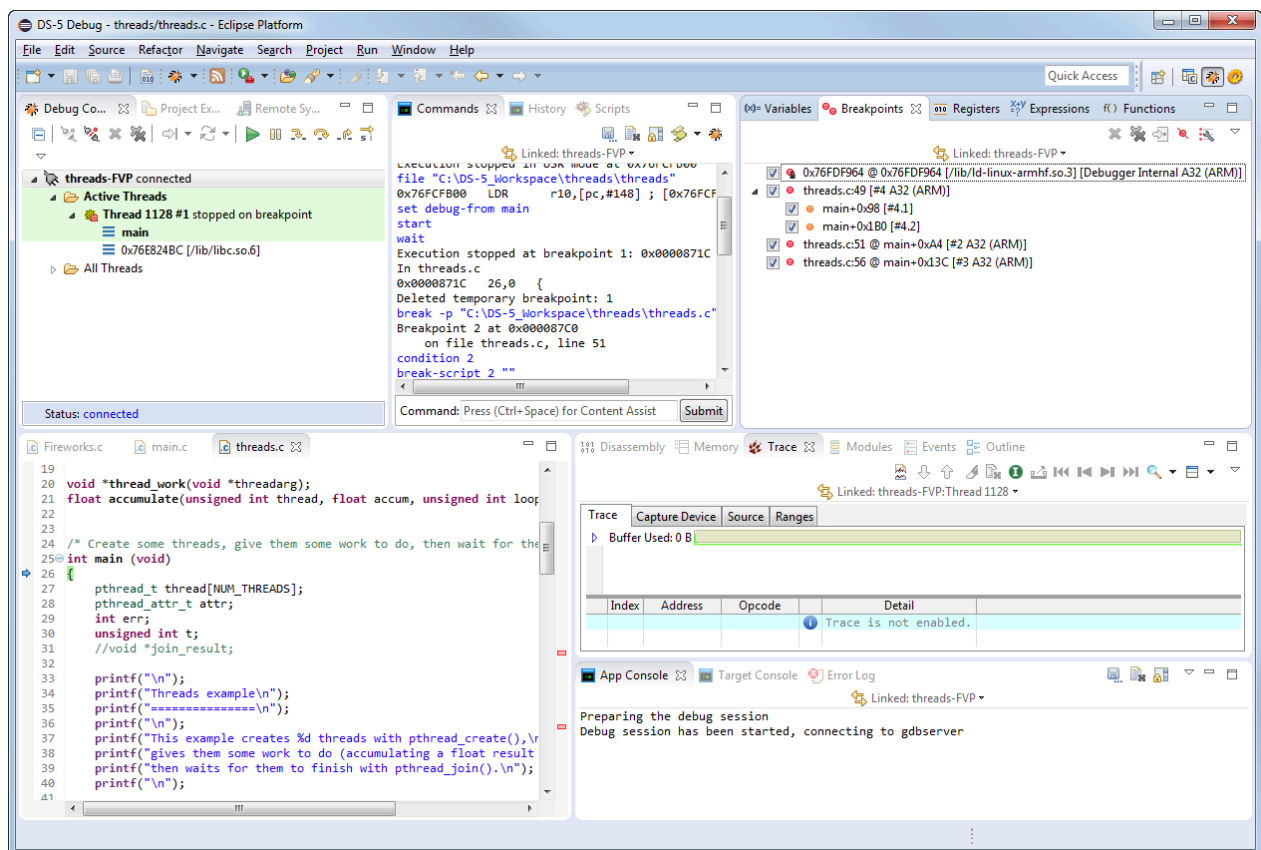 DS-5 Debug - threads/threads.c - Eclipse Platform
File Edit Source Refactor Navigate Search Project Run Window Help
Quick Access
Debug Co... Project Ex... Remote Sy...
threads-FVP connected
Active Threads
Thread 1128 #1 stopped on breakpoint
main
0x76E824BC [/lib/libc.so.6]
All Threads
Status: connected
Commands History Scripts
Linked: threads-FVP
Execution stopped in USR mode at 0x76FCFB00
file "C:\DS-5_Workspace\threads\threads"
0x76FCFB00 LDR r10,[pc,#148] ; [0x76FCF
set debug-from main
start
wait
Execution stopped at breakpoint 1: 0x0000871C
In threads.c
0x0000871C 26,0 {
Deleted temporary breakpoint: 1
break -p "C:\DS-5_Workspace\threads\threads.c"
Breakpoint 2 at 0x000087C0
on file threads.c, line 51
condition 2
break-script 2 ""
Command: Press (Ctrl+Space) for Content Assist Submit
Variables Breakpoints Registers Expressions Functions
Linked: threads-FVP
0x76FDF964 @ 0x76FDF964 [/lib/ld-linux-armhf.so.3] [Debugger Internal A32 (ARM)]
threads.c:49 [#4 A32 (ARM)]
main+0x98 [#4.1]
main+0x1B0 [#4.2]
threads.c:51 @ main+0xA4 [#2 A32 (ARM)]
threads.c:56 @ main+0x13C [#3 A32 (ARM)]
Fireworks.c main.c threads.c
19
20 void *thread_work(void *threadarg);
21 float accumulate(unsigned int thread, float accum, unsigned int loop
22
23
24 /* Create some threads, give them some work to do, then wait for the
25 int main (void)
26 {
27 pthread_t thread[NUM_THREADS];
28 pthread_attr_t attr;
29 int err;
30 unsigned int t;
31 //void *join_result;
32
33 printf("\n");
34 printf("Threads example\n");
35 printf("================\n");
36 printf("\n");
37 printf("This example creates %d threads with pthread_create(),\n
38 printf("gives them some work to do (accumulating a float result
39 printf("then waits for them to finish with pthread_join().\n");
40 printf("\n");
41
Disassembly Memory Trace Modules Events Outline
Linked: threads-FVP:Thread 1128
Trace Capture Device Source Ranges
Buffer Used: 0 B
Index Address Opcode Detail
Trace is not enabled.
App Console Target Console Error Log
Linked: threads-FVP
Preparing the debug session
Debug session has been started, connecting to gdbserver